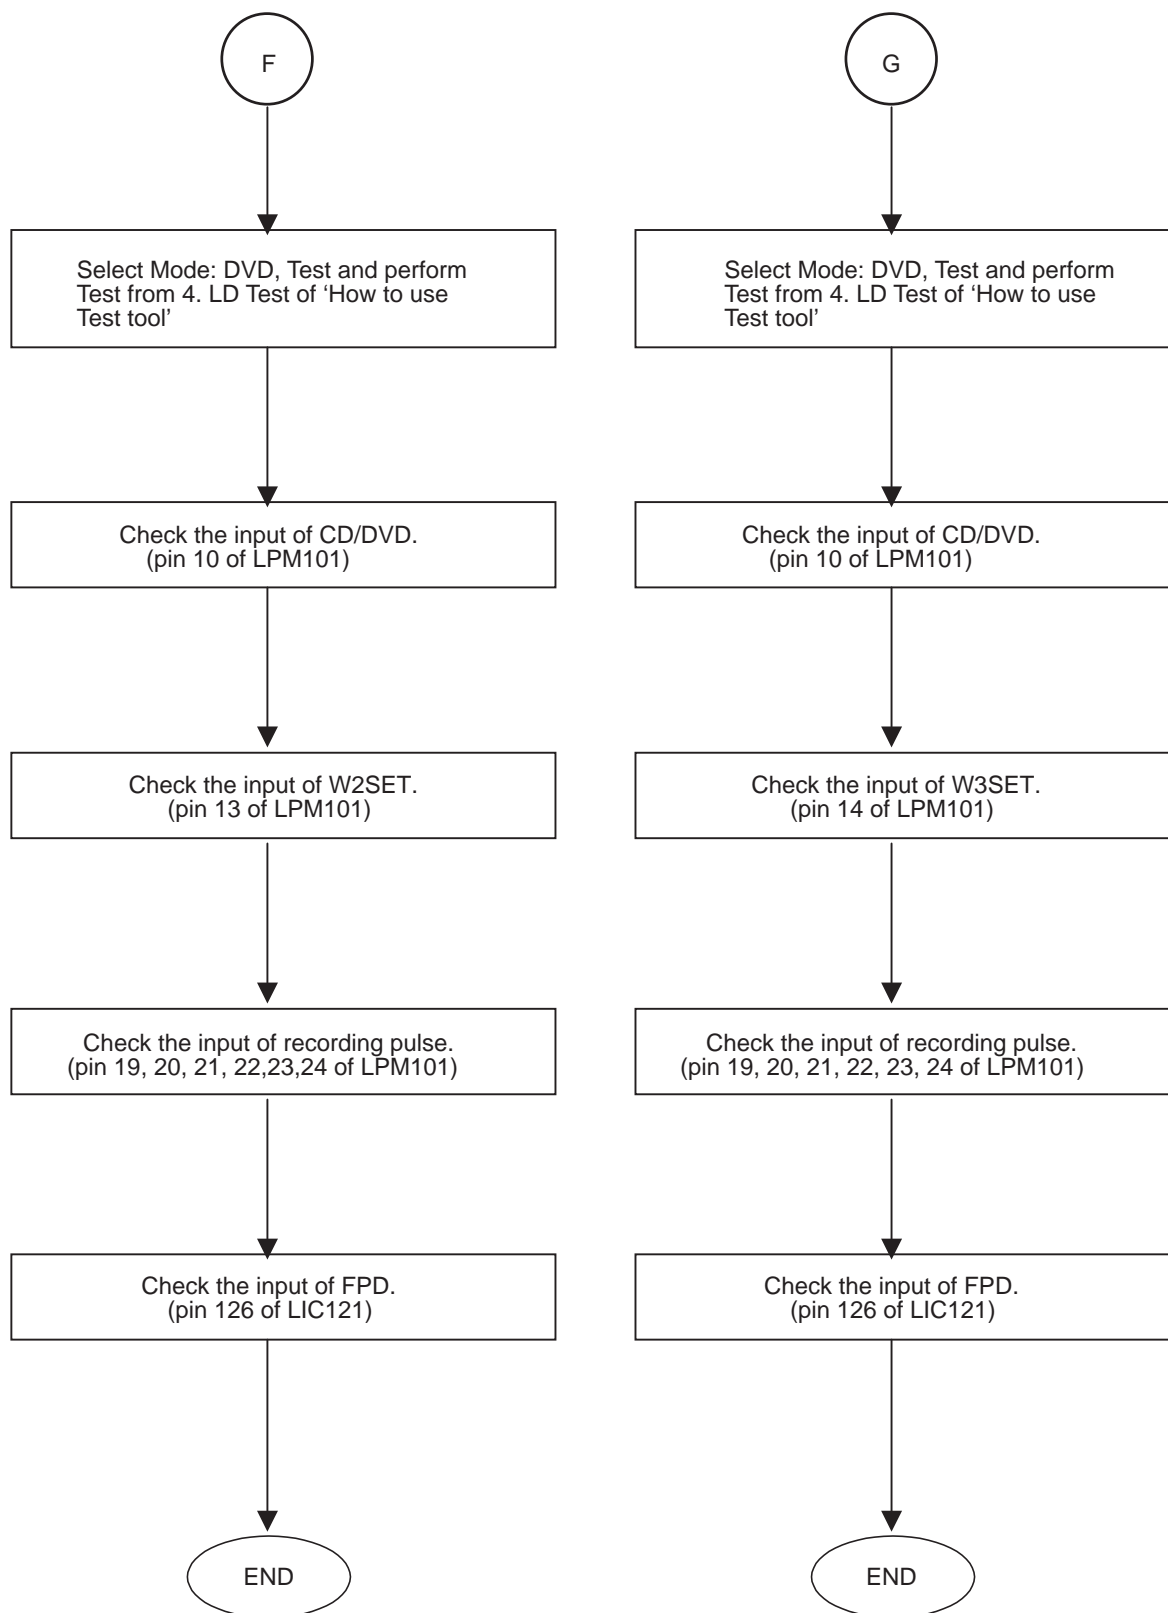 F
Select Mode: DVD, Test and perform
Test from 4. LD Test of ‘How to use
Test tool’
Check the input of CD/DVD.
(pin 10 of LPM101)
Check the input of W2SET.
(pin 13 of LPM101)
Check the input of recording pulse.
(pin 19, 20, 21, 22,23,24 of LPM101)
Check the input of FPD.
(pin 126 of LIC121)
END
G
Select Mode: DVD, Test and perform
Test from 4. LD Test of ‘How to use
Test tool’
Check the input of CD/DVD.
(pin 10 of LPM101)
Check the input of W3SET.
(pin 14 of LPM101)
Check the input of recording pulse.
(pin 19, 20, 21, 22, 23, 24 of LPM101)
Check the input of FPD.
(pin 126 of LIC121)
END